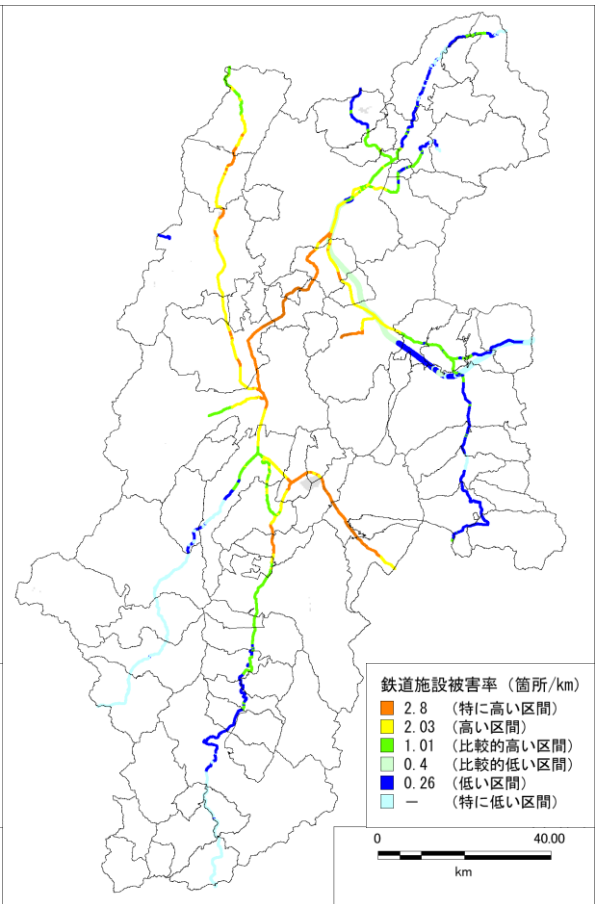 鉄道施設被害率 (箇所/km)
2.8 (特に高い区間)
2.03 (高い区間)
1.01 (比較的高い区間)
0.4 (比較的低い区間)
0.26 (低い区間)
— (特に低い区間)
0 40.00
km